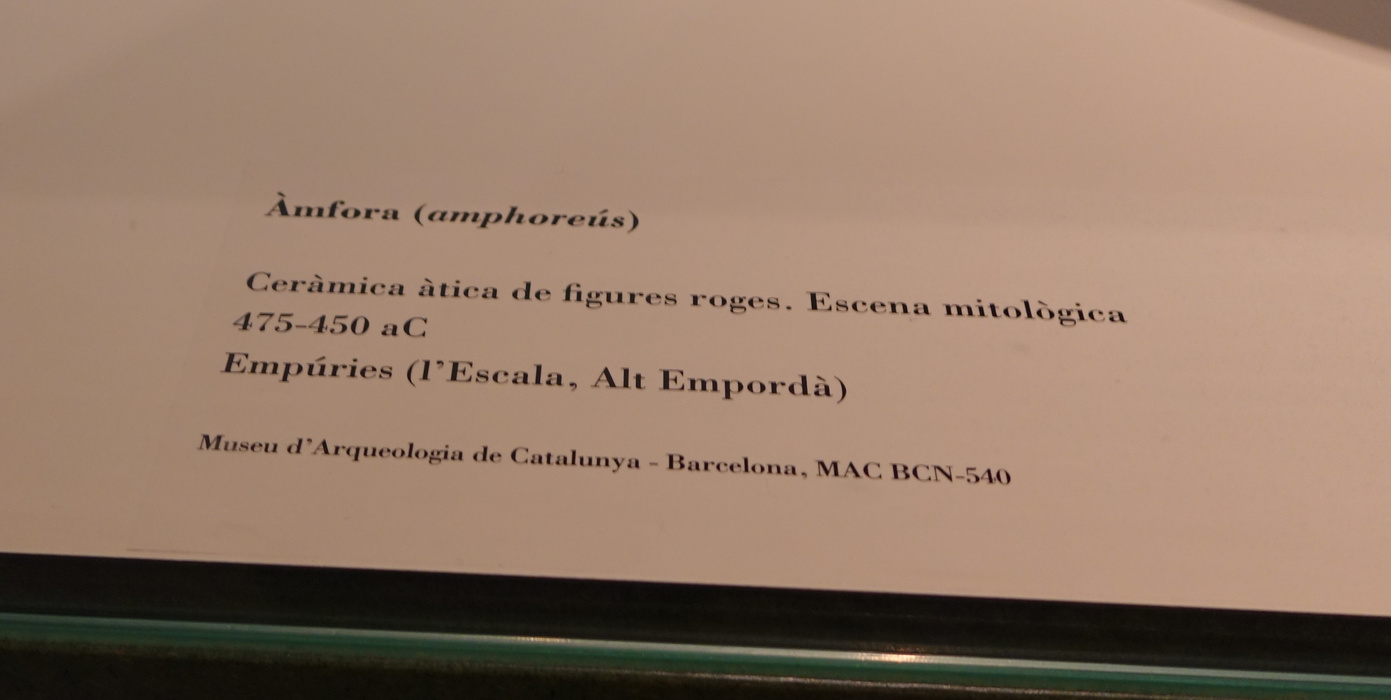 Àmfora (amphoreús)
Ceràmica àtica de figures roges. Escena mitològica
475-450 aC
Empúries (l’Escala, Alt Empordà)
Museu d’Arqueologia de Catalunya - Barcelona, MAC BCN-540